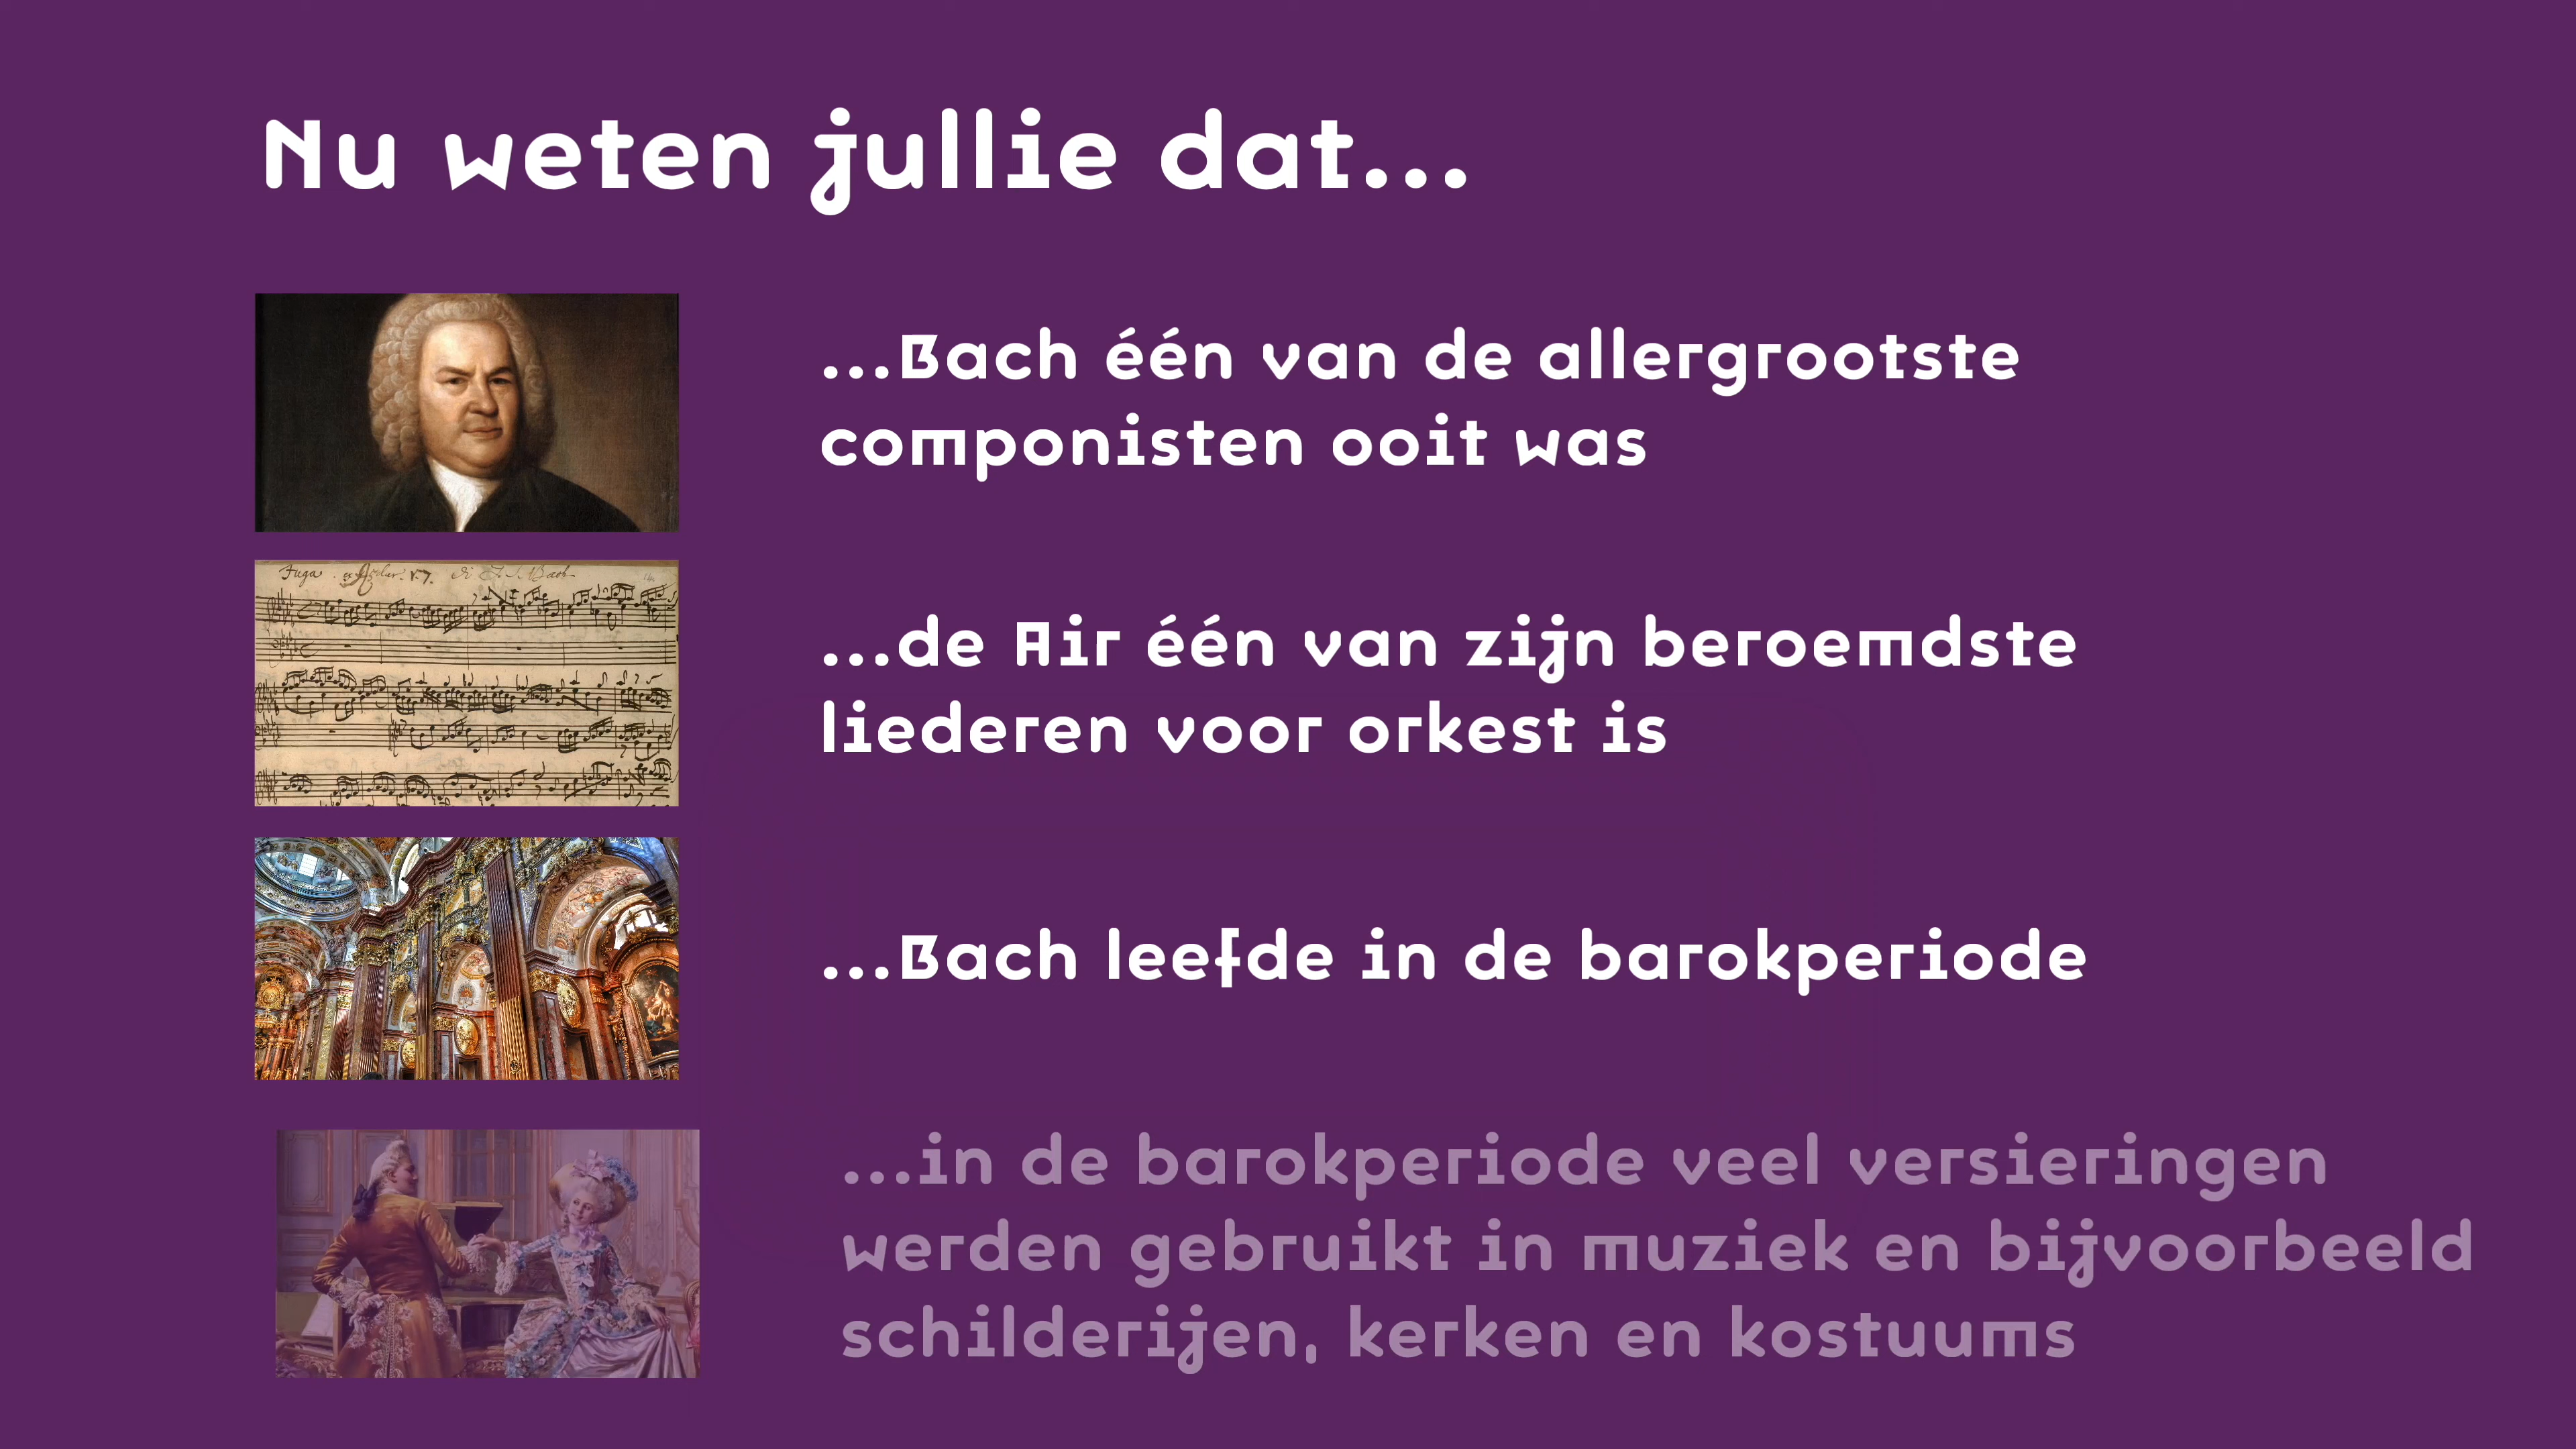 Nu weten jullie dat...
...Bach één van de allergrootste
componisten ooit was
...de Air één van zijn beroemdste
liederen voor orkest is
...Bach leefde in de barokperiode
...in de barokperiode veel versieringen
werden gebruikt in muziek en bijvoorbeeld
schilderijen, kerken en kostuums